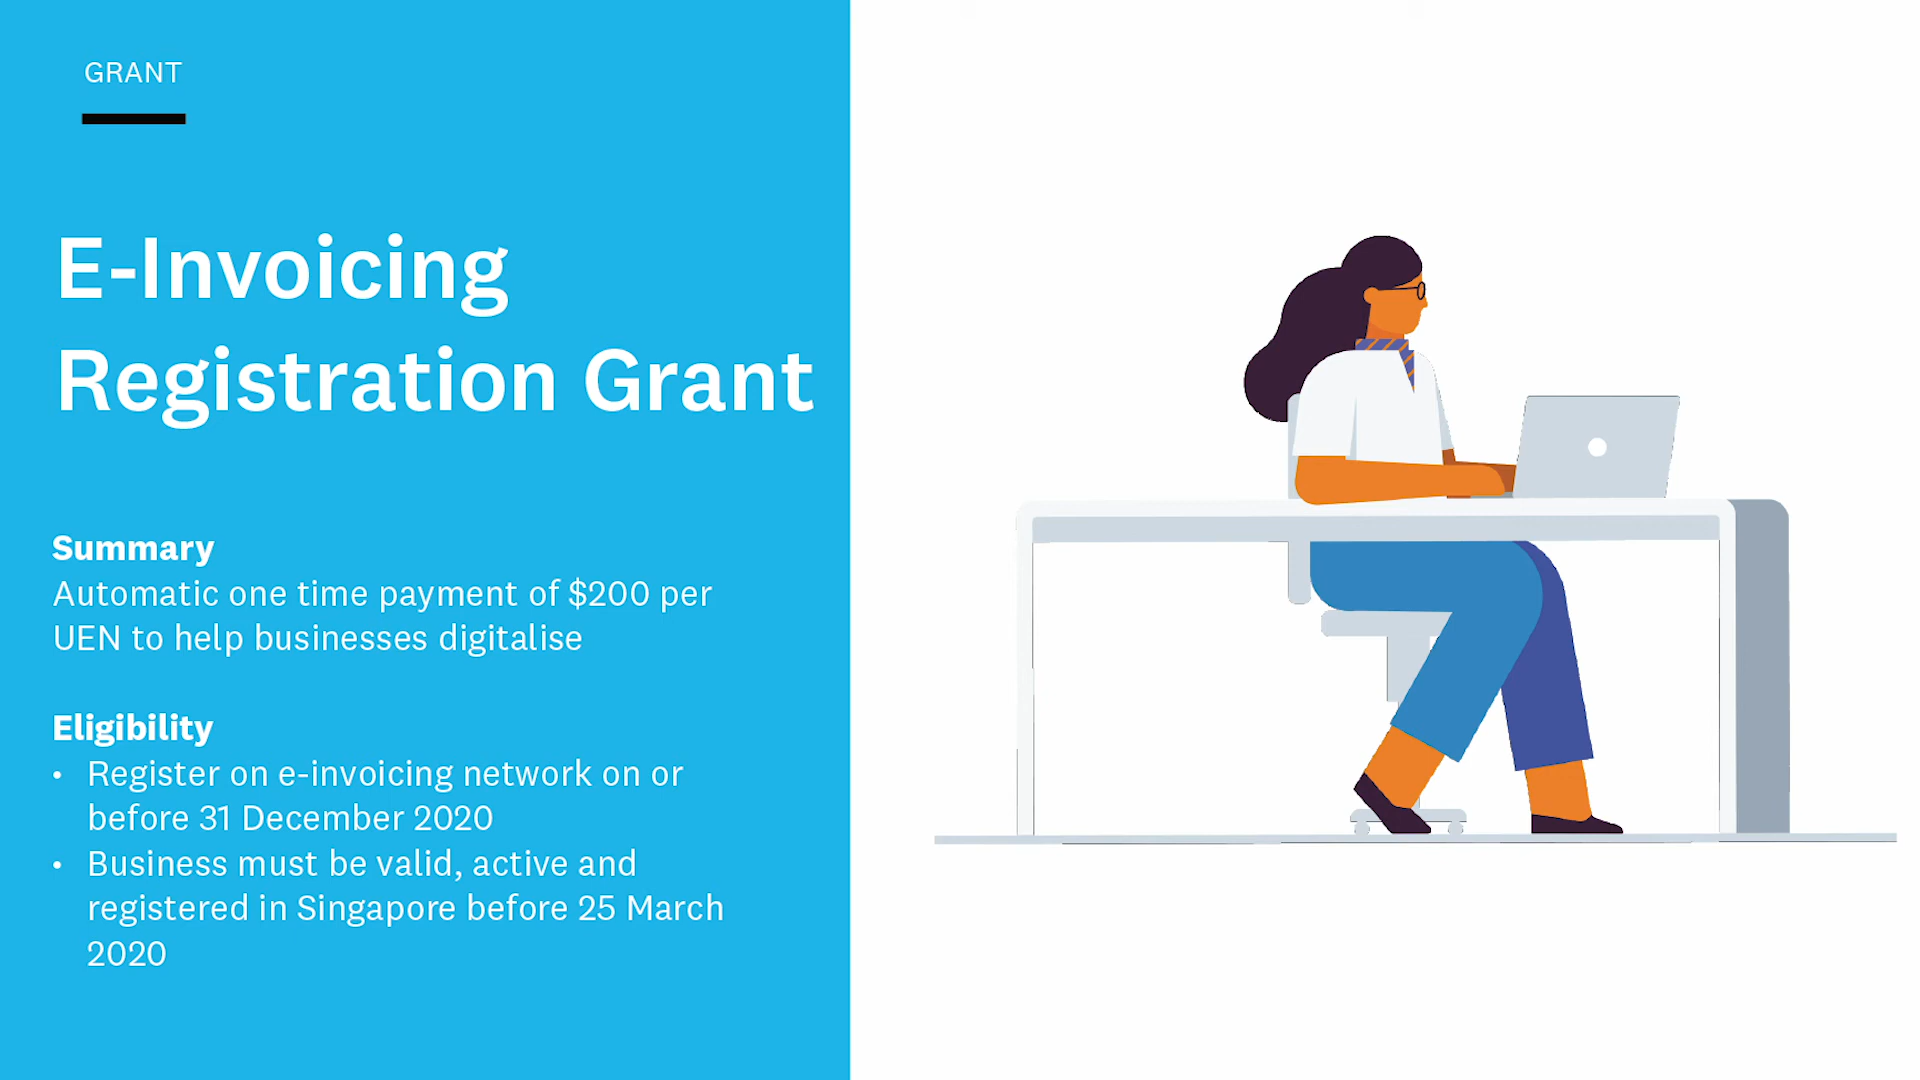 GRANT
E-Invoicing
Registration Grant
Summary
Automatic one time payment of $200 per
UEN to help businesses digitalise
Eligibility
• Register on e-invoicing network on or
before 31 December 2020
• Business must be valid, active and
registered in Singapore before 25 March
2020